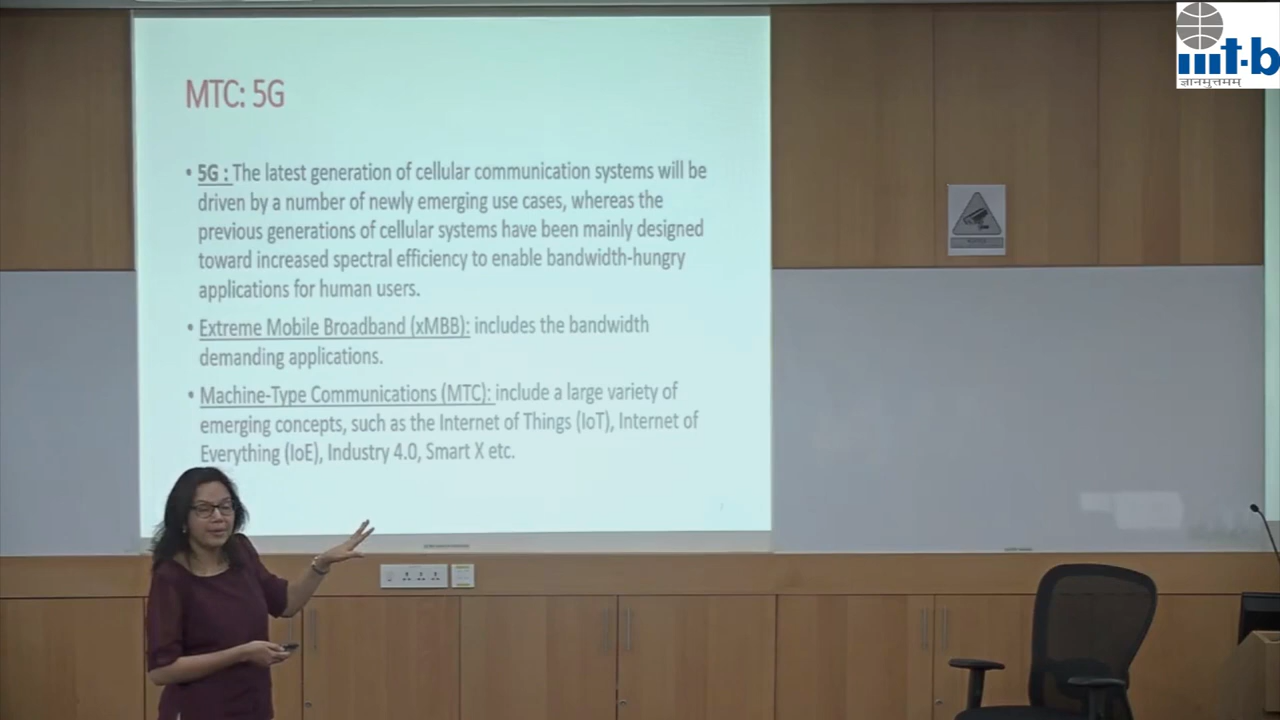 MTC: 5G
• 5G : The latest generation of cellular communication systems will be
driven by a number of newly emerging use cases, whereas the
previous generations of cellular systems have been mainly designed
toward increased spectral efficiency to enable bandwidth-hungry
applications for human users.
• Extreme Mobile Broadband (xMBB): includes the bandwidth
demanding applications.
• Machine-Type Communications (MTC): include a large variety of
emerging concepts, such as the Internet of Things (IoT), Internet of
Everything (IoE), Industry 4.0, Smart X etc.
iiit-b
ज्ञानमुत्तमम्